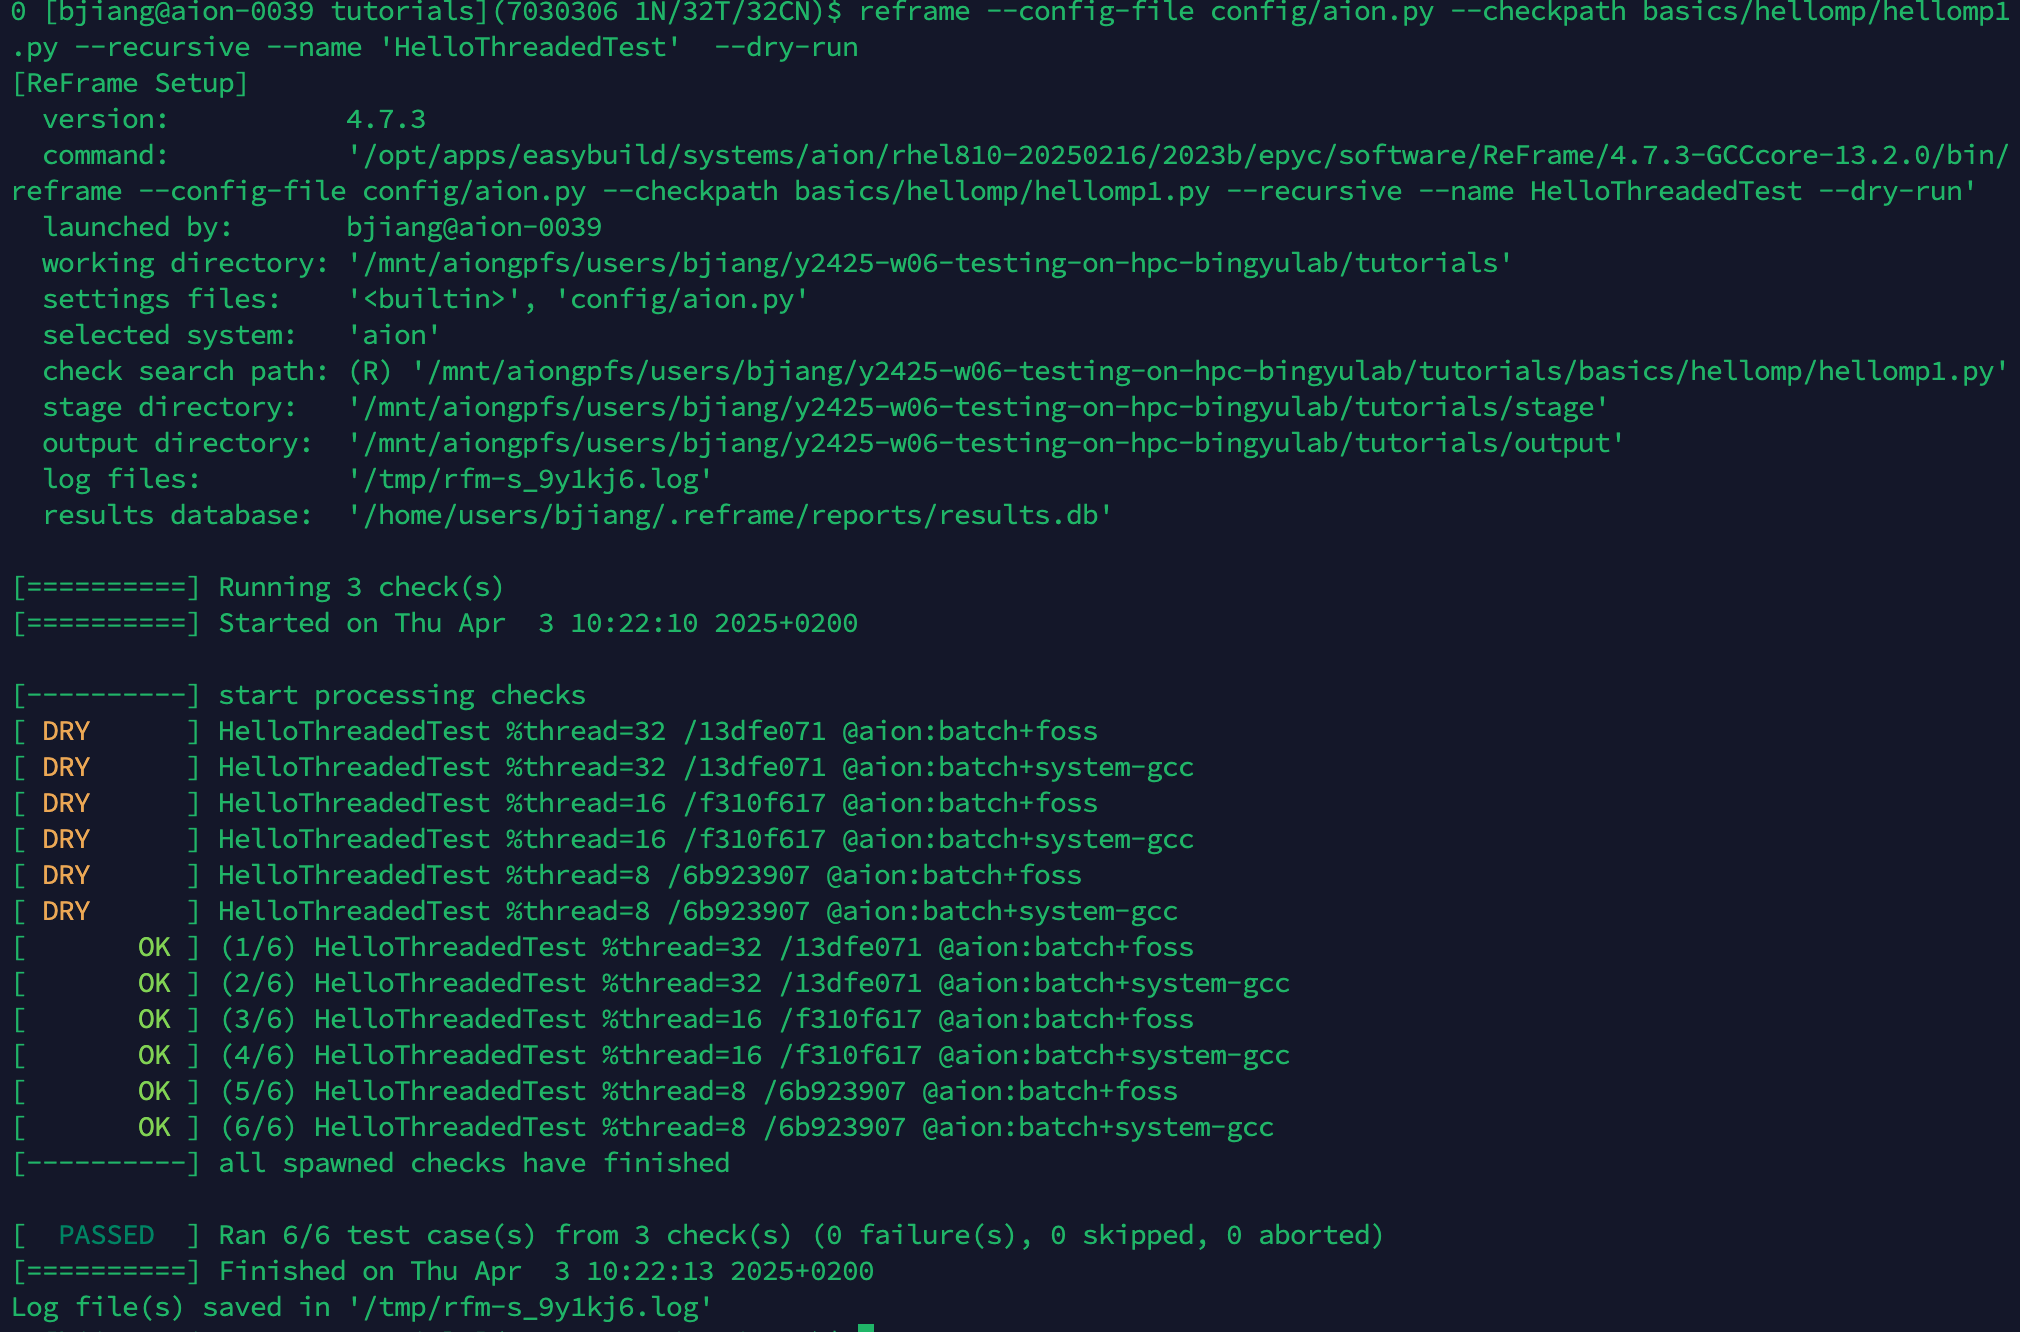 0 [bjiang@aion-0039 tutorials](7030306 1N/32T/32CN)$ reframe --config-file config/aion.py --checkpath basics/hellomp/hellomp1
.py --recursive --name 'HelloThreadedTest'  --dry-run
[ReFrame Setup]
  version:           4.7.3
  command:           '/opt/apps/easybuild/systems/aion/rhel810-20250216/2023b/epyc/software/ReFrame/4.7.3-GCCcore-13.2.0/bin/
reframe --config-file config/aion.py --checkpath basics/hellomp/hellomp1.py --recursive --name HelloThreadedTest --dry-run'
  launched by:       bjiang@aion-0039
  working directory: '/mnt/aiongpfs/users/bjiang/y2425-w06-testing-on-hpc-bingyulab/tutorials'
  settings files:    '<builtin>', 'config/aion.py'
  selected system:   'aion'
  check search path: (R) '/mnt/aiongpfs/users/bjiang/y2425-w06-testing-on-hpc-bingyulab/tutorials/basics/hellomp/hellomp1.py'
  stage directory:   '/mnt/aiongpfs/users/bjiang/y2425-w06-testing-on-hpc-bingyulab/tutorials/stage'
  output directory:  '/mnt/aiongpfs/users/bjiang/y2425-w06-testing-on-hpc-bingyulab/tutorials/output'
  log files:         '/tmp/rfm-s_9y1kj6.log'
  results database:  '/home/users/bjiang/.reframe/reports/results.db'

[==========] Running 3 check(s)
[==========] Started on Thu Apr  3 10:22:10 2025+0200

[----------] start processing checks
[ DRY      ] HelloThreadedTest %thread=32 /13dfe071 @aion:batch+foss
[ DRY      ] HelloThreadedTest %thread=32 /13dfe071 @aion:batch+system-gcc
[ DRY      ] HelloThreadedTest %thread=16 /f310f617 @aion:batch+foss
[ DRY      ] HelloThreadedTest %thread=16 /f310f617 @aion:batch+system-gcc
[ DRY      ] HelloThreadedTest %thread=8 /6b923907 @aion:batch+foss
[ DRY      ] HelloThreadedTest %thread=8 /6b923907 @aion:batch+system-gcc
[       OK ] (1/6) HelloThreadedTest %thread=32 /13dfe071 @aion:batch+foss
[       OK ] (2/6) HelloThreadedTest %thread=32 /13dfe071 @aion:batch+system-gcc
[       OK ] (3/6) HelloThreadedTest %thread=16 /f310f617 @aion:batch+foss
[       OK ] (4/6) HelloThreadedTest %thread=16 /f310f617 @aion:batch+system-gcc
[       OK ] (5/6) HelloThreadedTest %thread=8 /6b923907 @aion:batch+foss
[       OK ] (6/6) HelloThreadedTest %thread=8 /6b923907 @aion:batch+system-gcc
[----------] all spawned checks have finished

[  PASSED  ] Ran 6/6 test case(s) from 3 check(s) (0 failure(s), 0 skipped, 0 aborted)
[==========] Finished on Thu Apr  3 10:22:13 2025+0200
Log file(s) saved in '/tmp/rfm-s_9y1kj6.log'